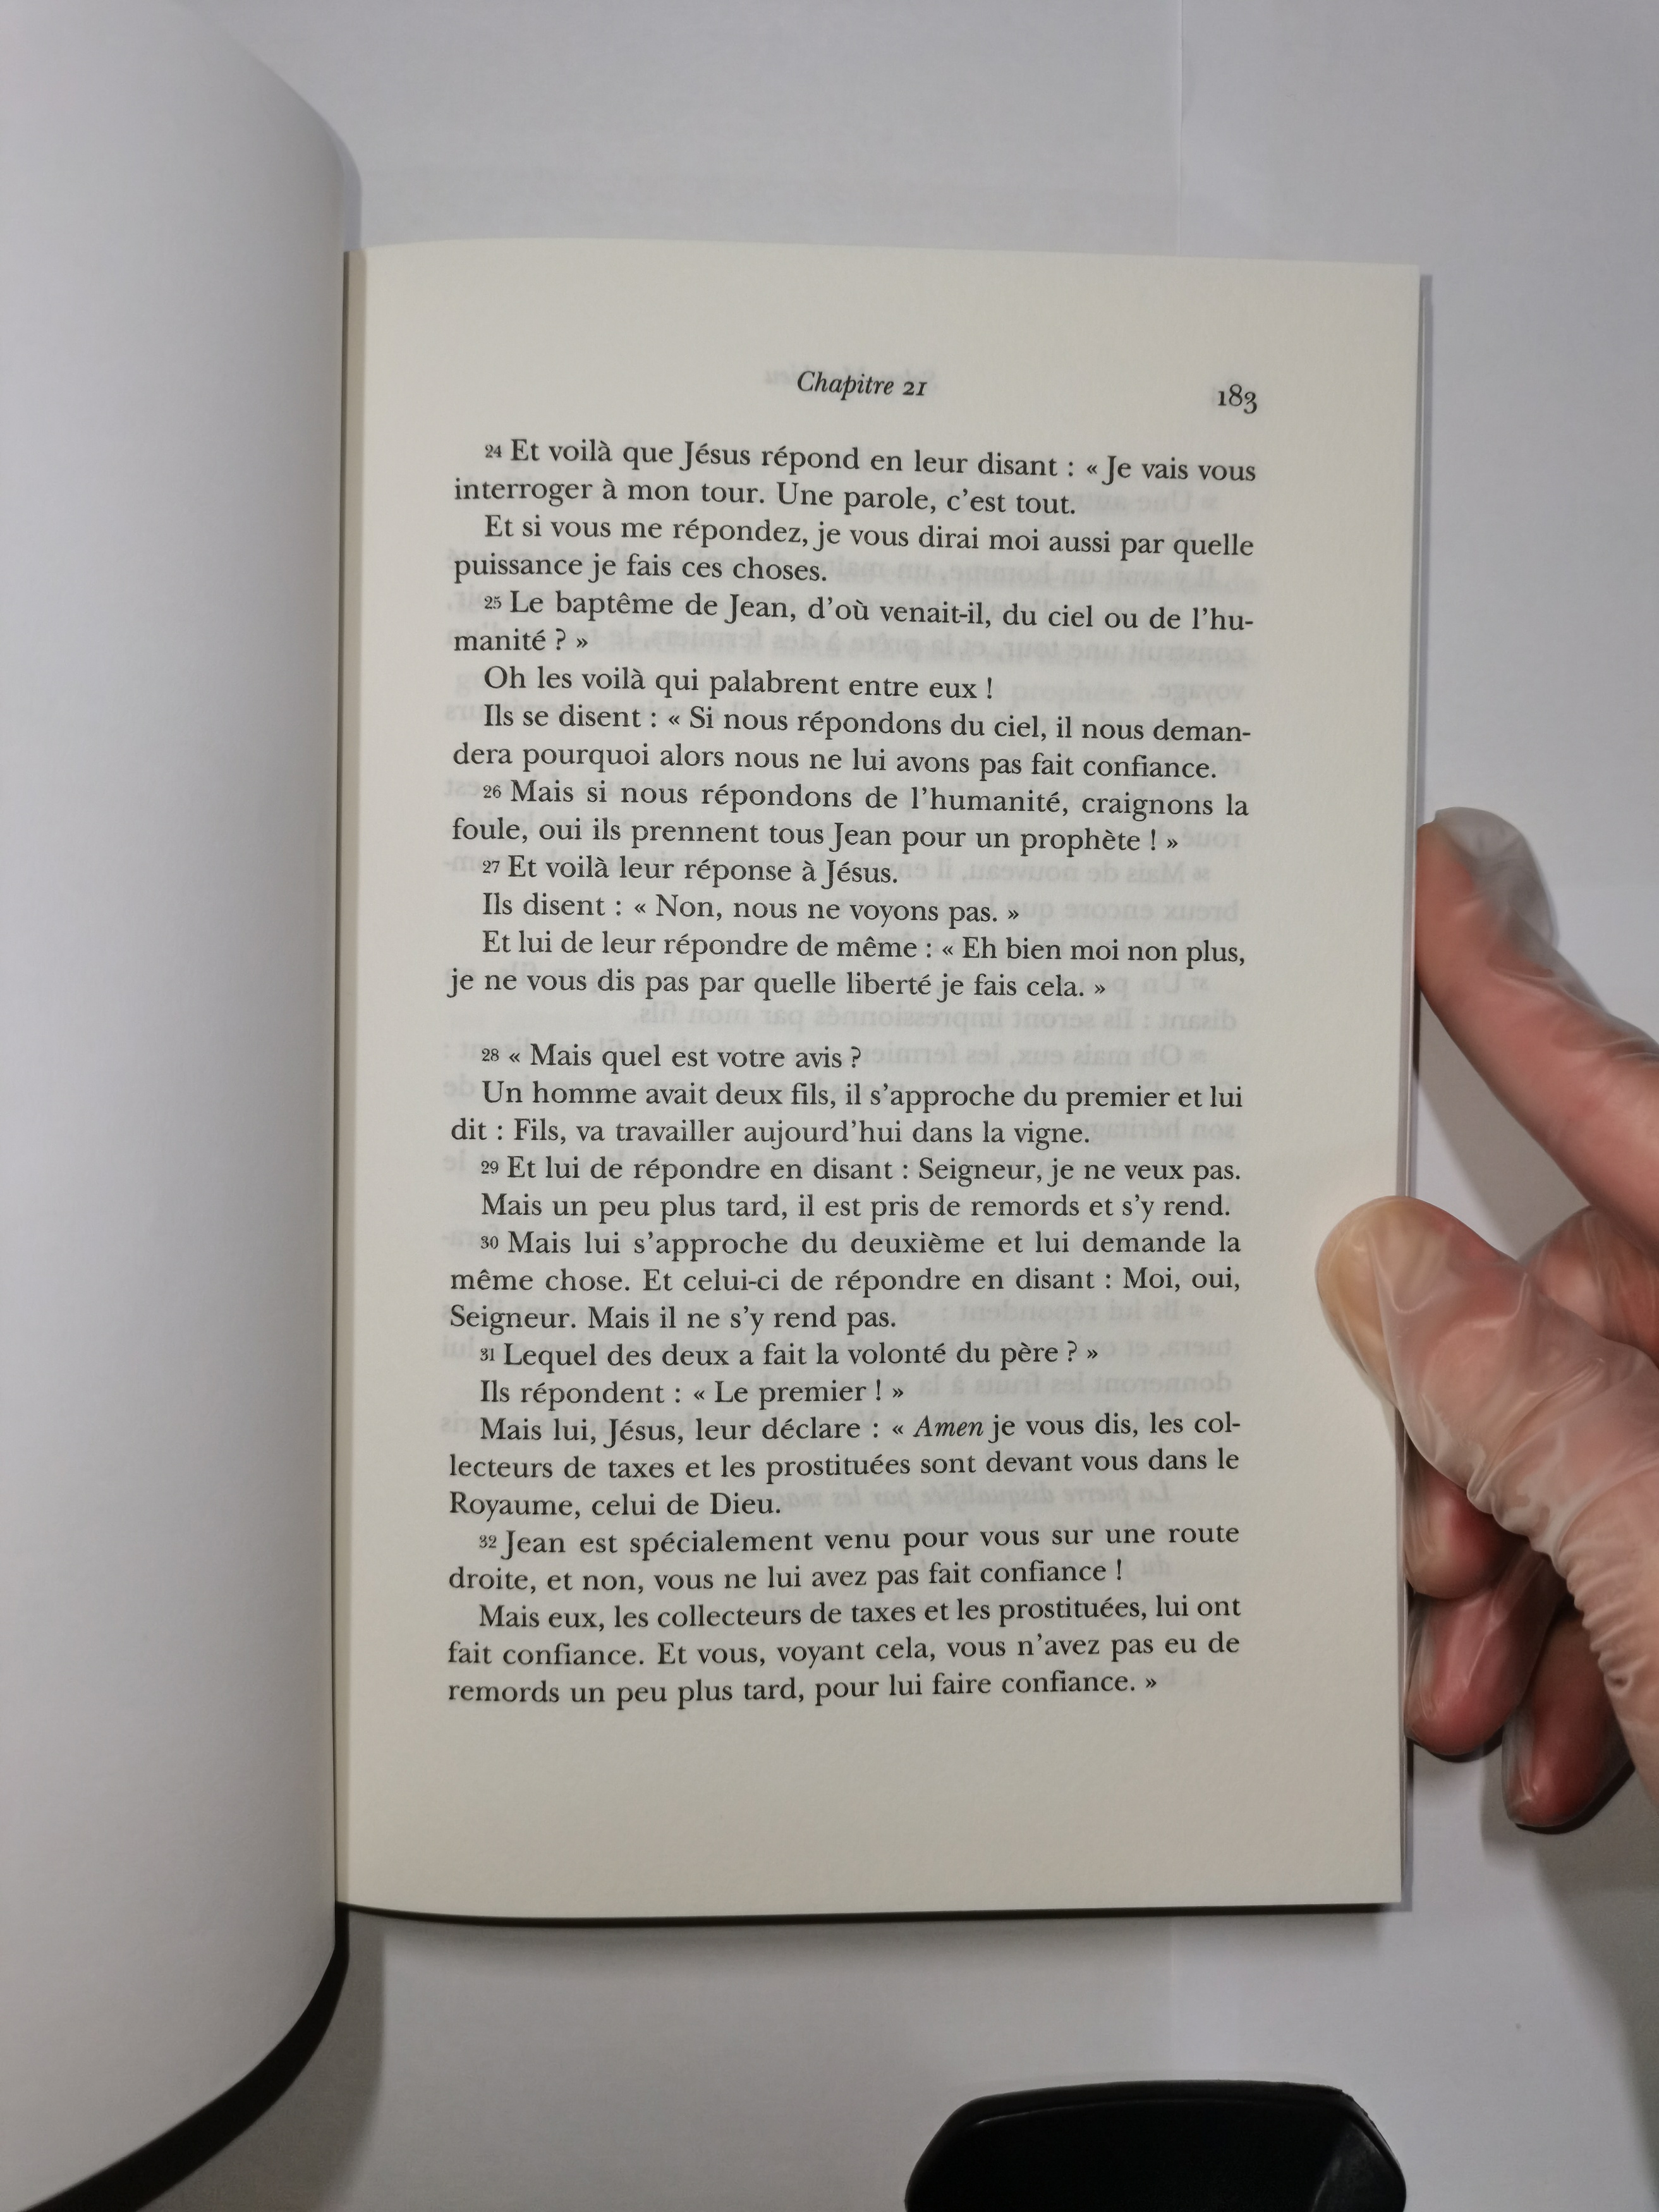 Chapitre 21
183
24 Et voilà que Jésus répond en leur disant : « Je vais vous
interroger à mon tour. Une parole, c’est tout.
Et si vous me répondez, je vous dirai moi aussi par quelle
puissance je fais ces choses.
25 Le baptême de Jean, d’où venait-il, du ciel ou de l’hu-
manité ? »
Oh les voilà qui palabrent entre eux !
Ils se disent : « Si nous répondons du ciel, il nous deman-
dera pourquoi alors nous ne lui avons pas fait confiance.
26 Mais si nous répondons de l’humanité, craignons la
foule, oui ils prennent tous Jean pour un prophète ! »
27 Et voilà leur réponse à Jésus.
Ils disent : « Non, nous ne voyons pas. »
Et lui de leur répondre de même : « Eh bien moi non plus,
je ne vous dis pas par quelle liberté je fais cela. »
28 « Mais quel est votre avis ?
Un homme avait deux fils, il s’approche du premier et lui
dit : Fils, va travailler aujourd’hui dans la vigne.
29 Et lui de répondre en disant : Seigneur, je ne veux pas.
Mais un peu plus tard, il est pris de remords et s’y rend.
30 Mais lui s’approche du deuxième et lui demande la
même chose. Et celui-ci de répondre en disant : Moi, oui,
Seigneur. Mais il ne s’y rend pas.
31 Lequel des deux a fait la volonté du père ? »
Ils répondent : « Le premier ! »
Mais lui, Jésus, leur déclare : « Amen je vous dis, les col-
lecteurs de taxes et les prostituées sont devant vous dans le
Royaume, celui de Dieu.
32 Jean est spécialement venu pour vous sur une route
droite, et non, vous ne lui avez pas fait confiance !
Mais eux, les collecteurs de taxes et les prostituées, lui ont
fait confiance. Et vous, voyant cela, vous n’avez pas eu de
remords un peu plus tard, pour lui faire confiance. »